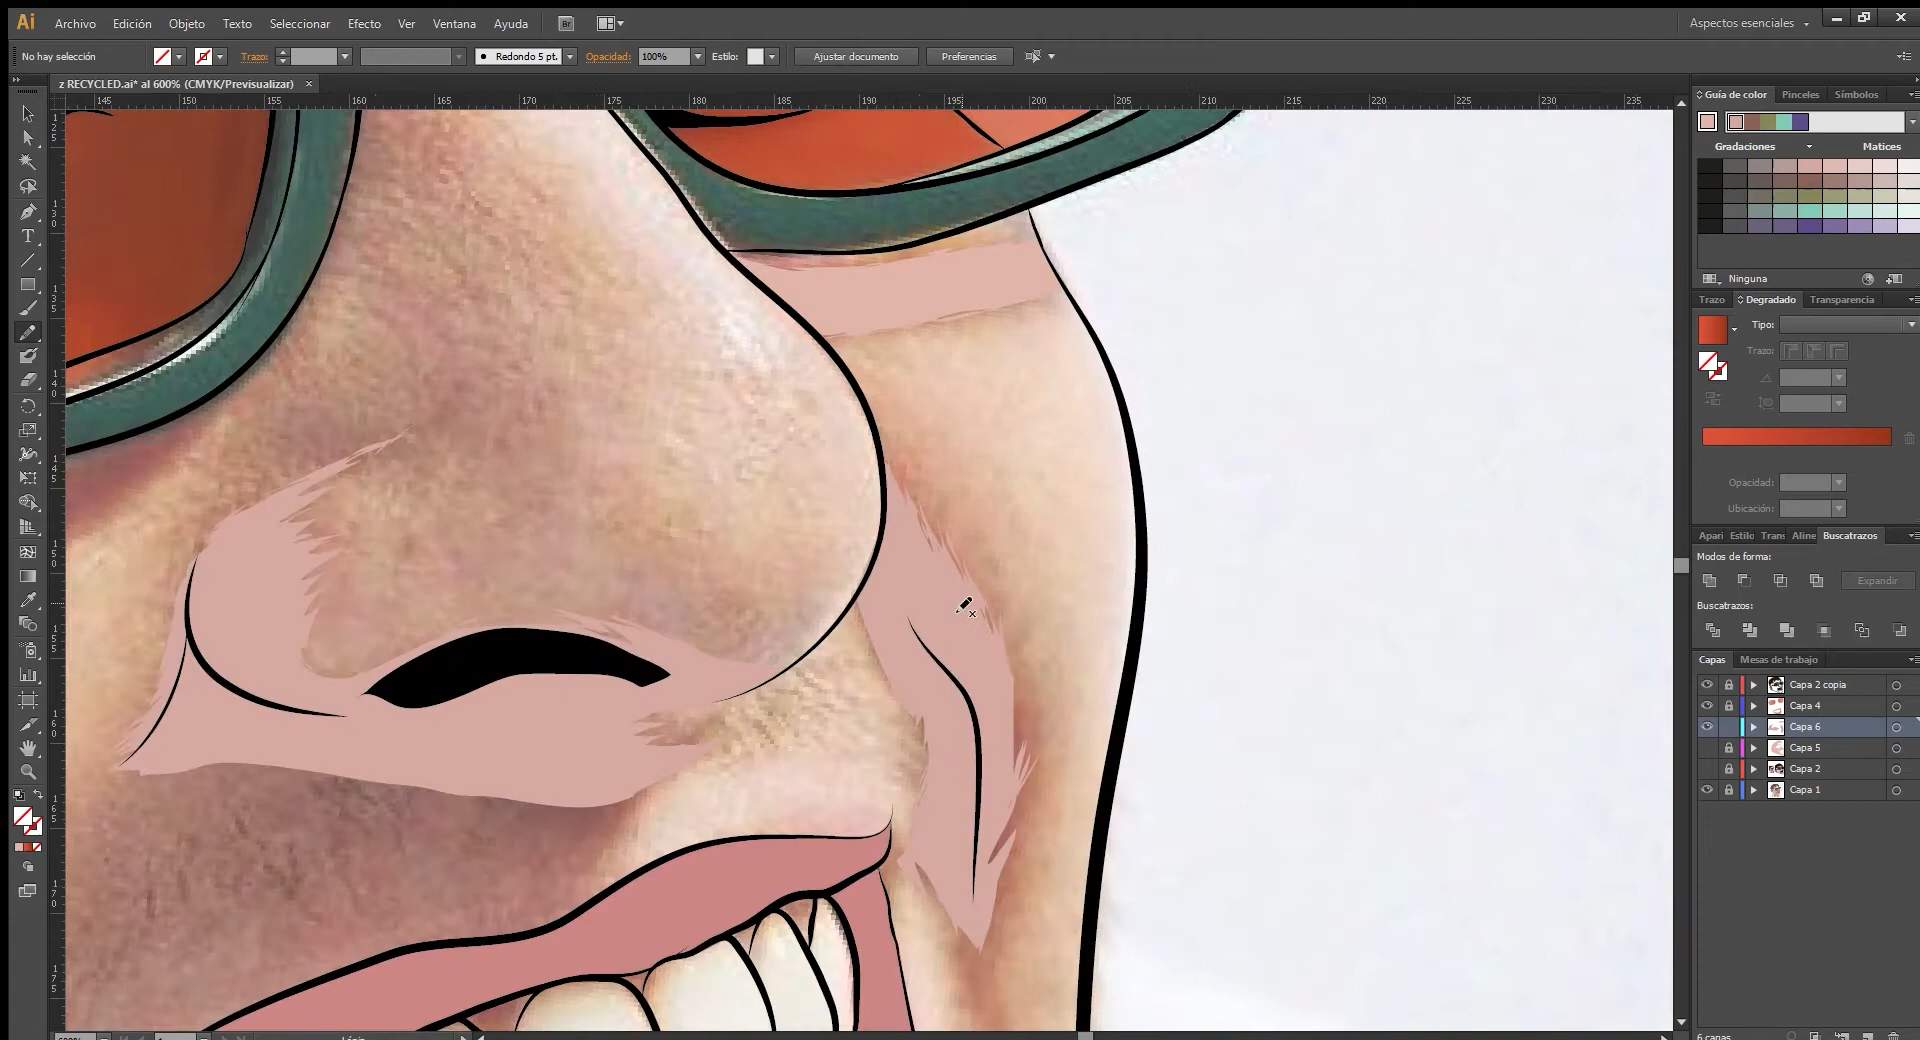 Ai Archivo Edición Objeto Texto Seleccionar Efecto Ver Ventana Ayuda Br Aspectos esenciales
No hay selección Trazo: Redondo 5 pt. Opacidad: 100% Estilo: Ajustar documento Preferencias
z RECYCLED.ai* al 600% (CMYK/Previsualizar) ×
145 150 155 160 165 170 175 180 185 190 195 200 205 210 215 220 225 230 235
Guía de color Pinceles Símbolos
Gradaciones Matices
Ninguna
Trazo Degradado Transparencia
Tipo:
Trazo:
Opacidad:
Ubicación:
Apari Estilo Trans Aline Buscatrazos
Modos de forma:
Expandir
Buscatrazos:
Capas Mesas de trabajo
Capa 2 copia
Capa 4
Capa 6
Capa 5
Capa 2
Capa 1
6 capas